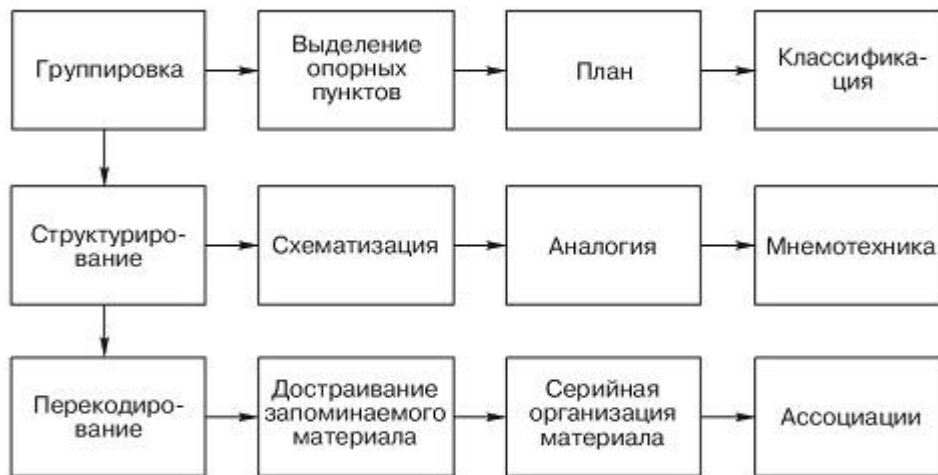 Группировка
Выделение
опорных
пунктов
План
Классифика-
ция
Структуриро-
вание
Схематизация
Аналогия
Мнемотехника
Перекодиро-
вание
Достраивание
запоминаемого
материала
Серийная
организация
материала
Ассоциации